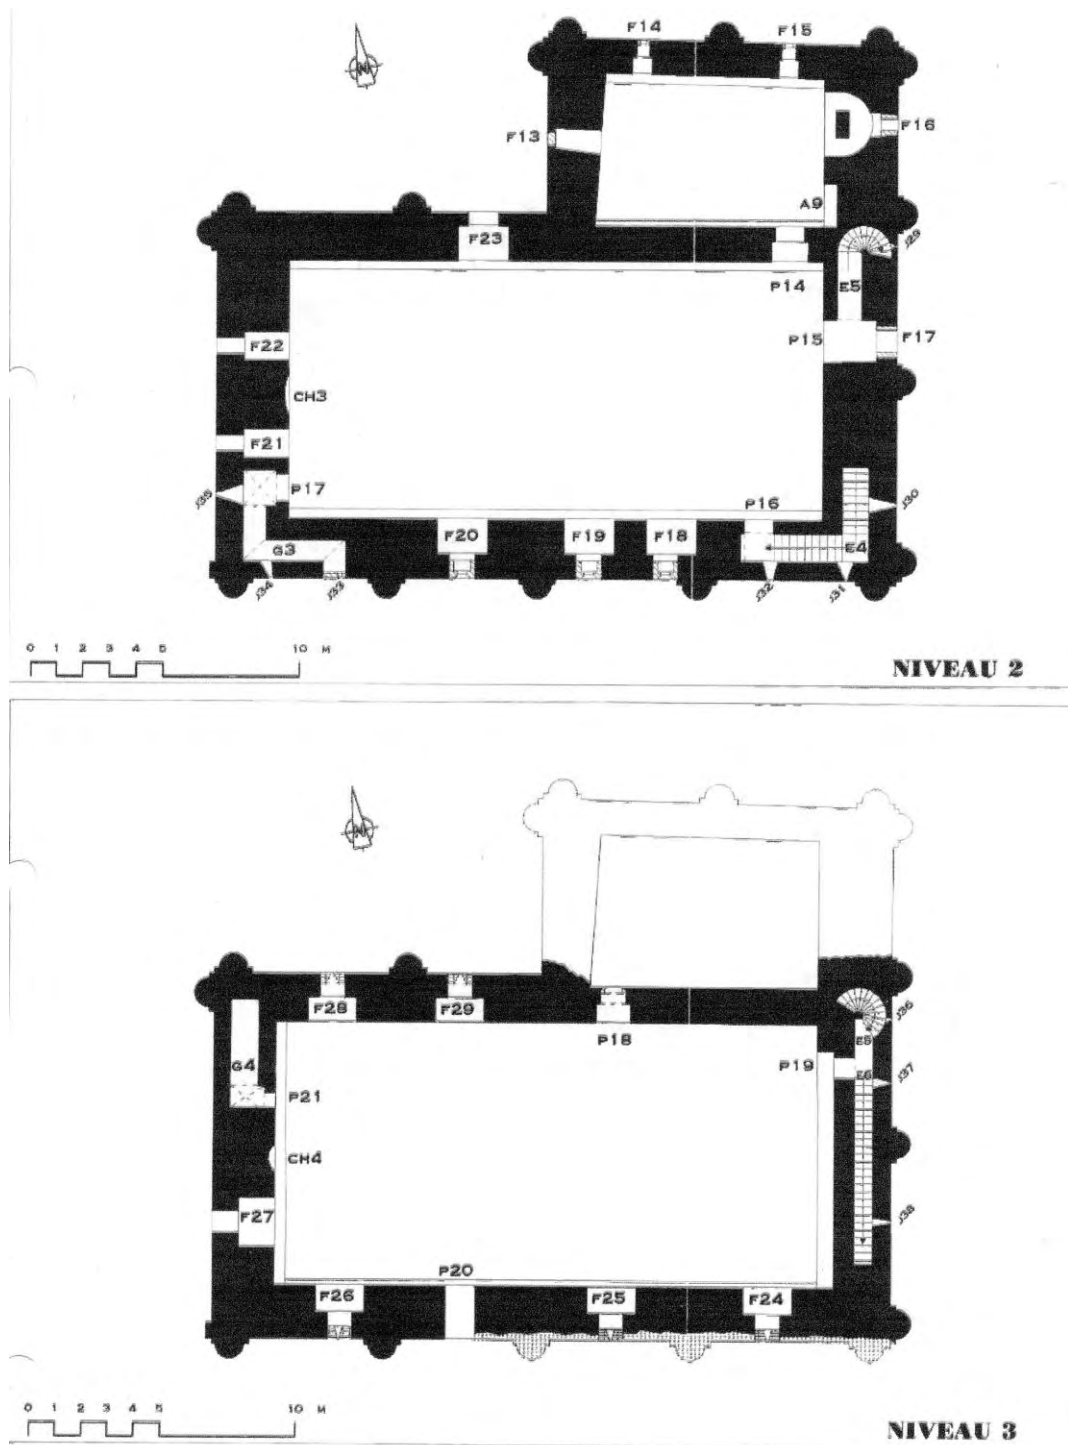 F14
F15
N
F13
F16
A9
J29
F23
P14
E5
P15
F17
F22
CH3
F21
P17
J35
J30
P16
G3
F20
F19
F18
E4
J34
J33
J32
J31
0 1 2 3 4 5 10 M
NIVEAU 2
N
F28
F29
P18
J36
E5
P19
E6
J37
G4
P21
CH4
F27
J38
P20
F26
F25
F24
0 1 2 3 4 5 10 M
NIVEAU 3